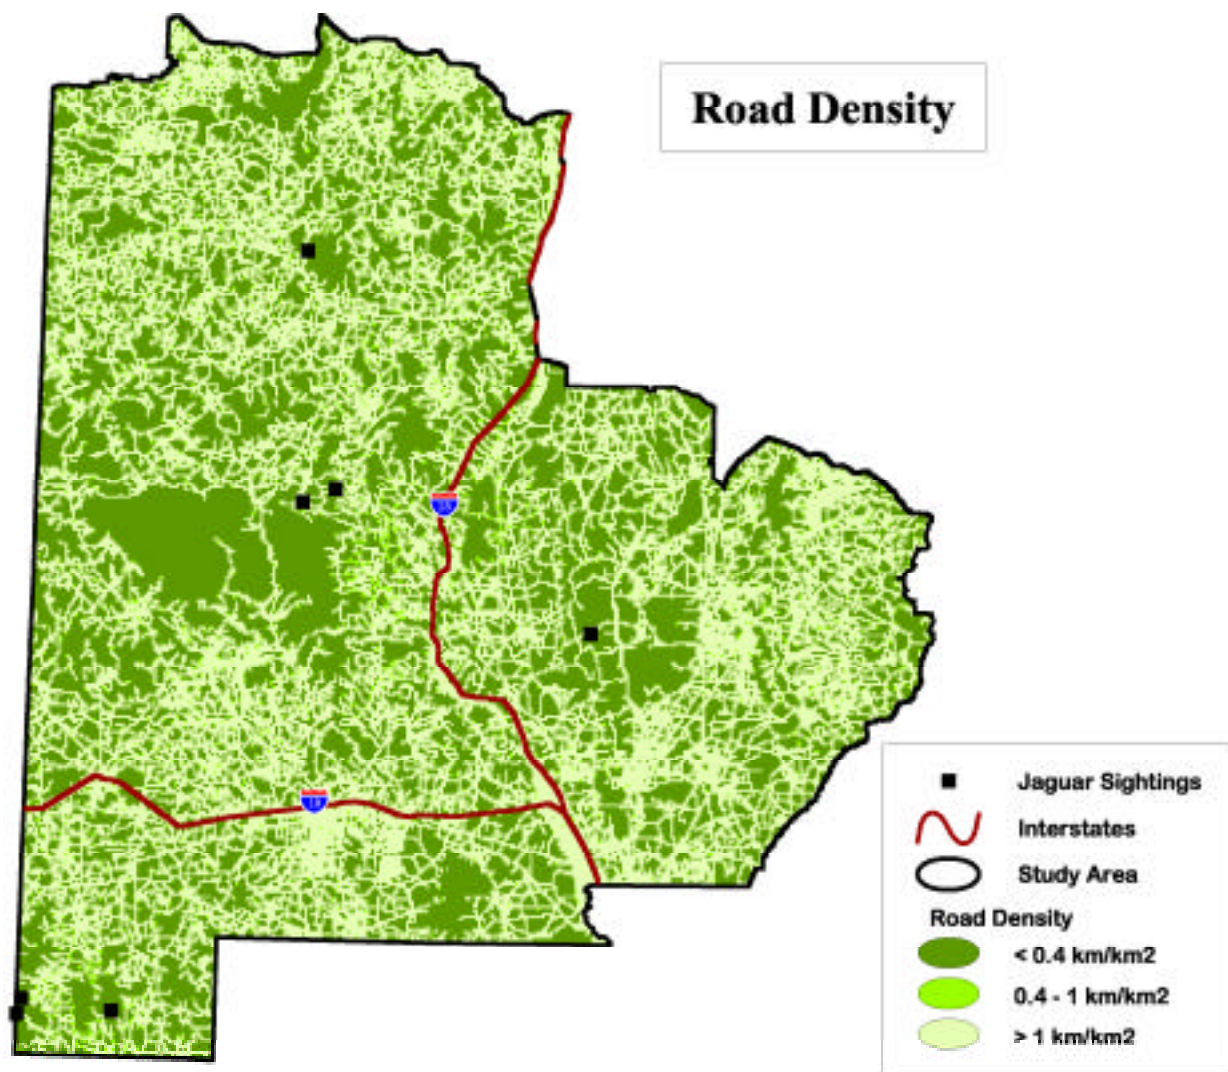 Road Density
Jaguar Sightings
Interstates
Study Area
Road Density
< 0.4 km/km2
0.4 - 1 km/km2
> 1 km/km2